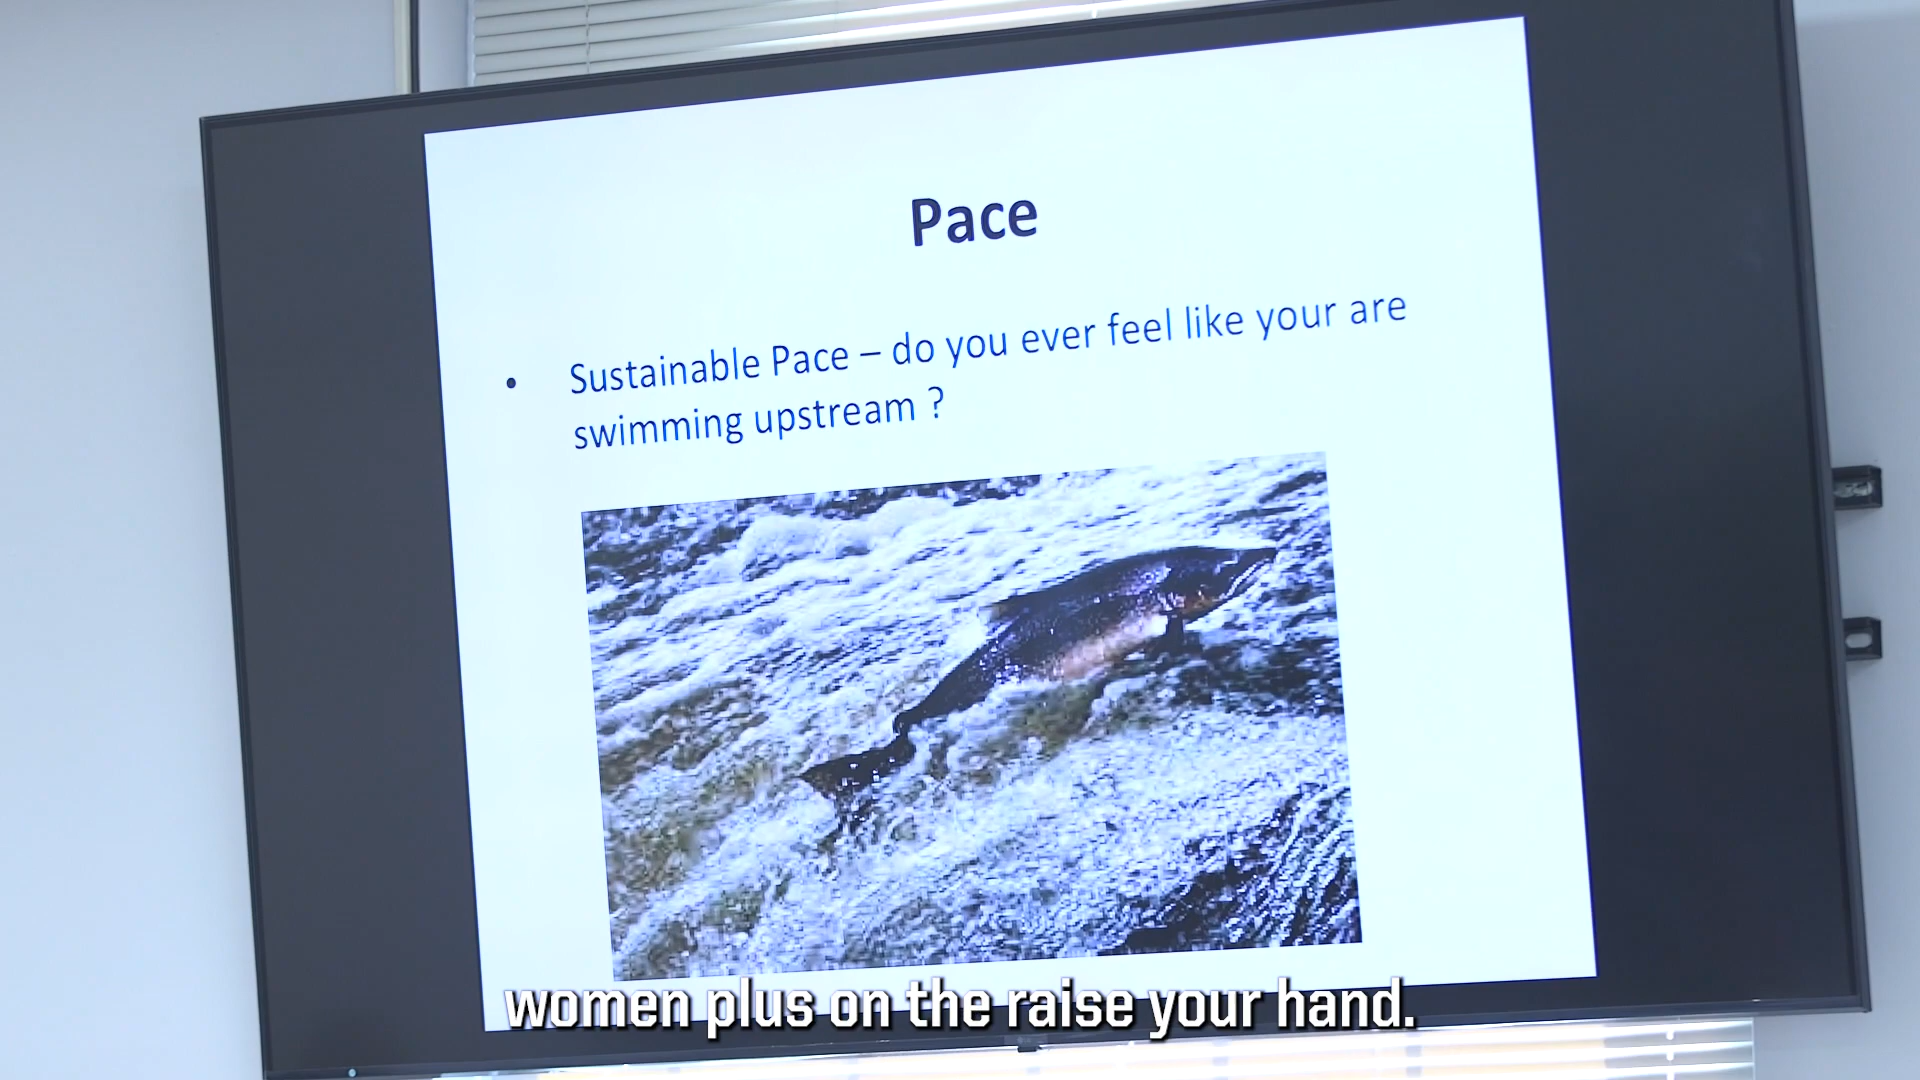 Pace
• Sustainable Pace – do you ever feel like your are
swimming upstream ?
women plus on the raise your hand.